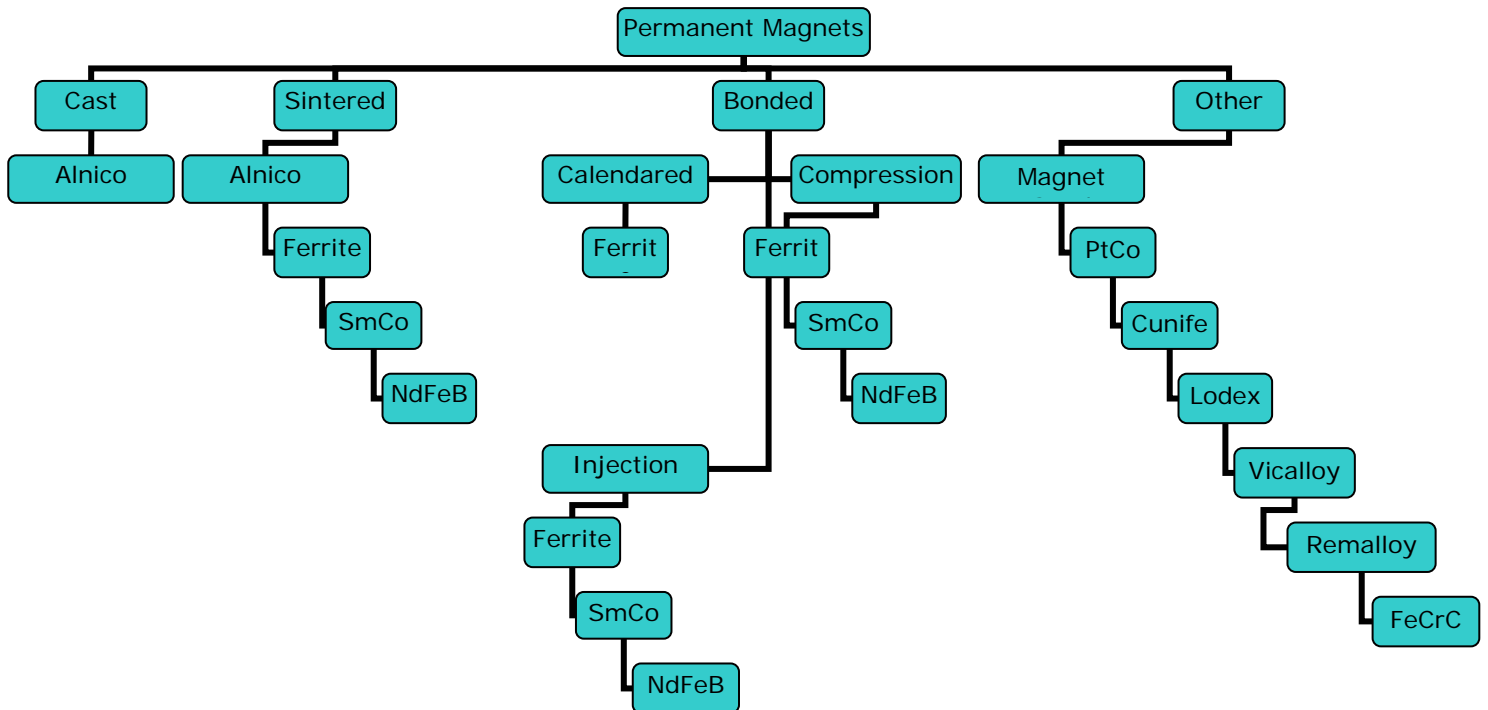 Permanent Magnets
Cast
Sintered
Bonded
Other
Alnico
Alnico
Calendared
Compression
Magnet
Ferrite
Ferrit
Ferrit
PtCo
SmCo
SmCo
Cunife
NdFeB
NdFeB
Lodex
Injection
Vicalloy
Ferrite
Remalloy
SmCo
FeCrC
NdFeB